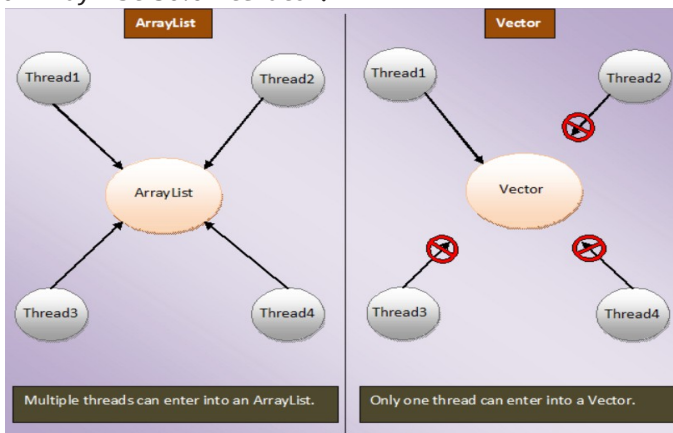 ArrayList
Vector
Thread1
Thread2
ArrayList
Thread3
Thread4
Multiple threads can enter into an ArrayList.
Thread1
Thread2
Vector
Thread3
Thread4
Only one thread can enter into a Vector.